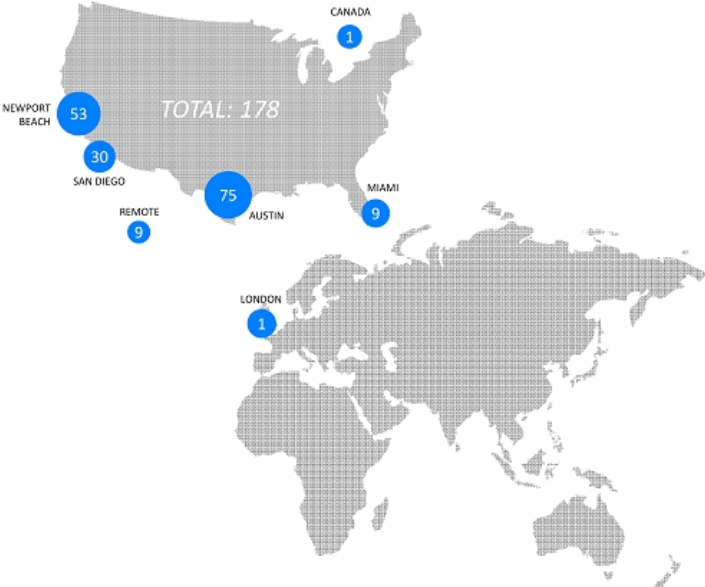 CANADA
1
NEWPORT
BEACH
53
TOTAL: 178
30
SAN DIEGO
75
AUSTIN
MIAMI
9
REMOTE
9
LONDON
1